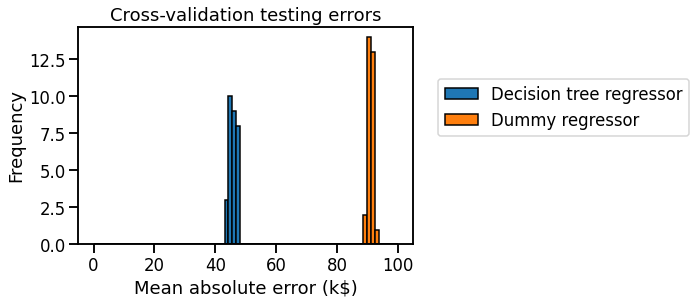 Cross-validation testing errors
12.5
10.0
7.5
5.0
2.5
0.0
Frequency
0 20 40 60 80 100
Mean absolute error (k$)
Decision tree regressor
Dummy regressor